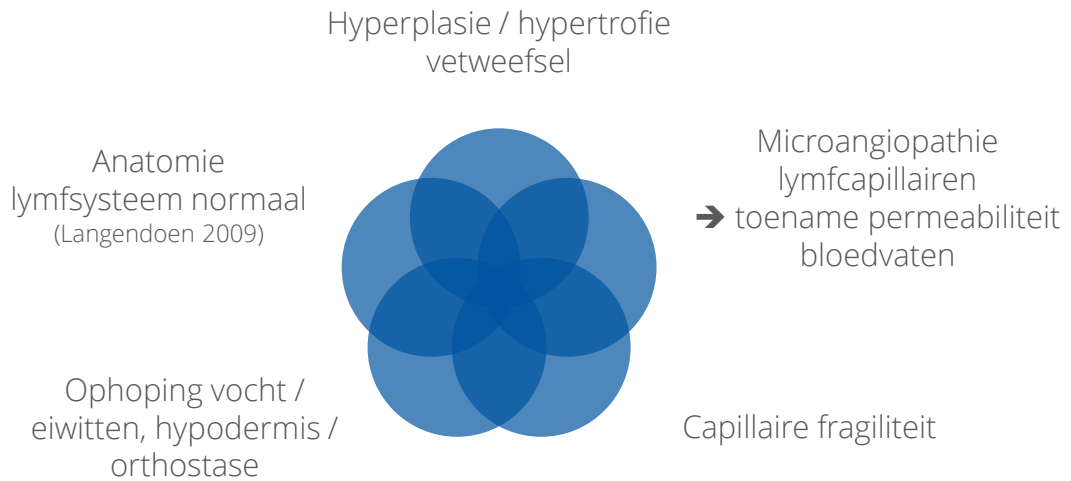 Hyperplasie / hypertrofie
vetweefsel
Anatomie
lymfsysteem normaal
(Langendoen 2009)
Microangiopathie
lymfcapillairen
➔ toename permeabiliteit
bloedvaten
Ophoping vocht /
eiwitten, hypodermis /
orthostase
Capillaire fragiliteit